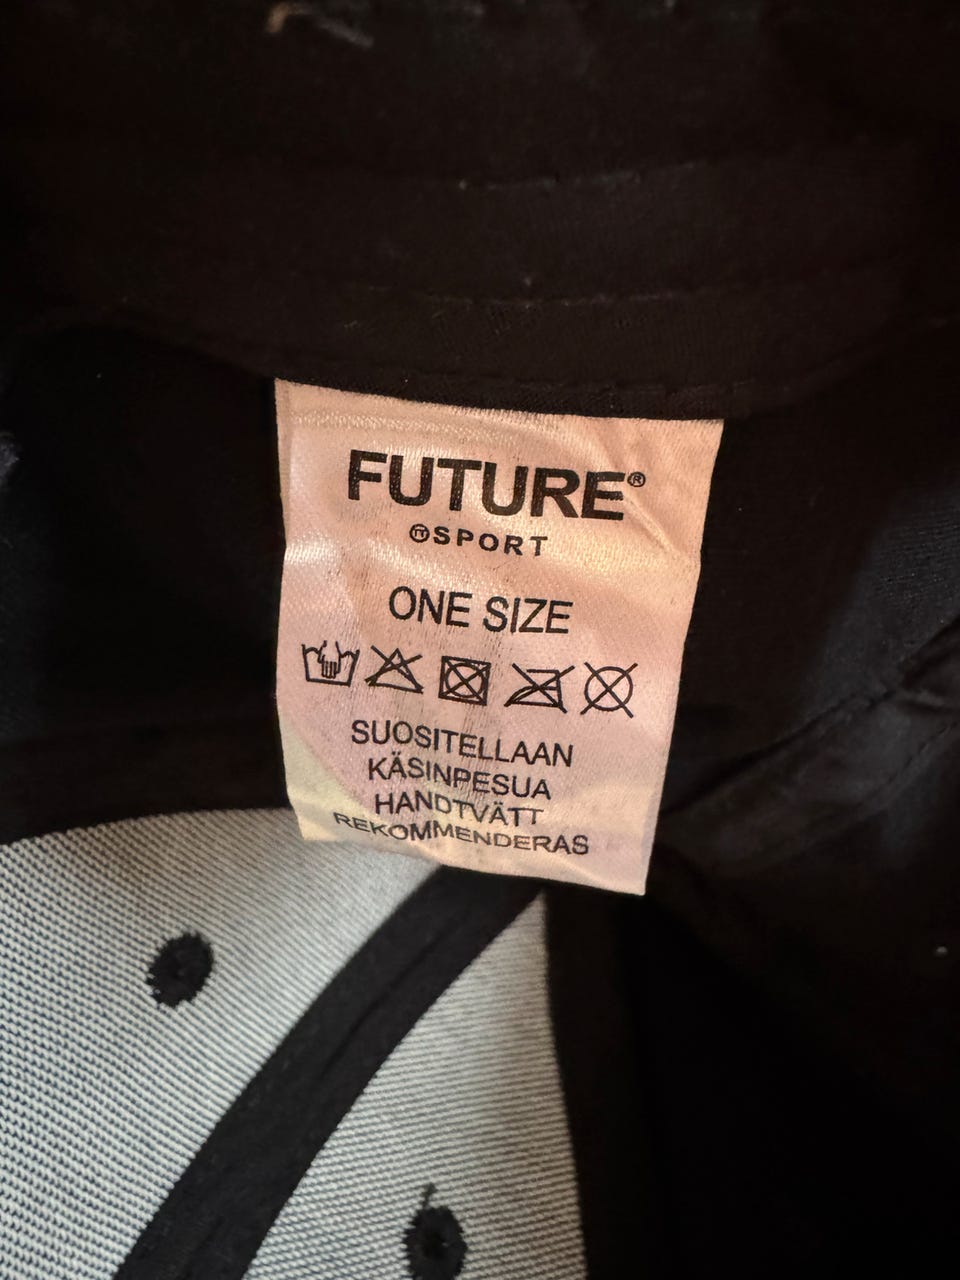 FUTURE®
SPORT
ONE SIZE
SUOSITELLAAN
KÄSINPESUA
HANDTVÄTT
REKOMMENDERAS